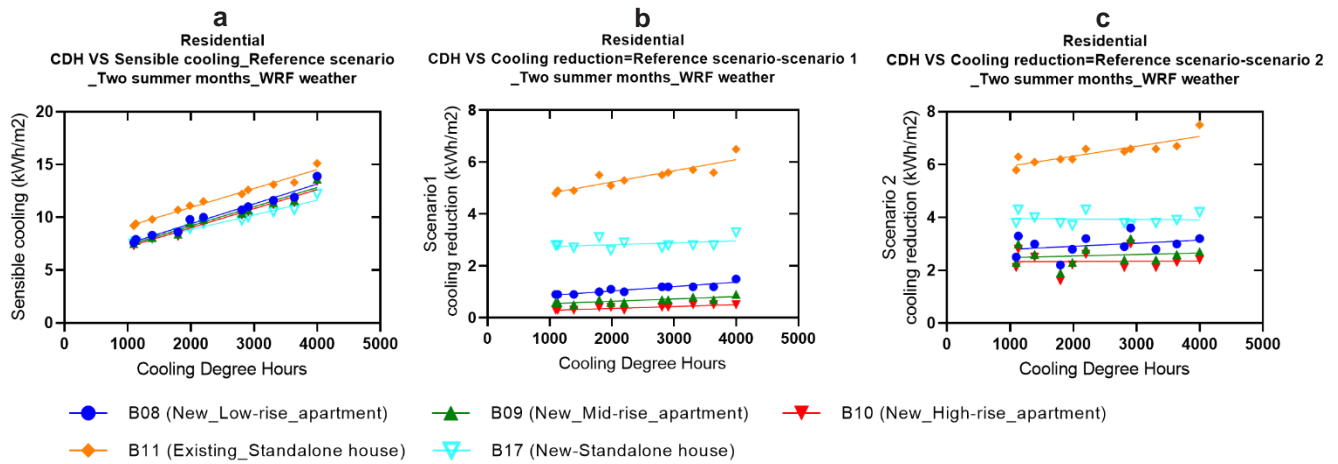 a
Residential
CDH VS Sensible cooling_Reference scenario
_Two summer months_WRF weather
Sensible cooling (kWh/m2)
20
15
10
5
0
0 1000 2000 3000 4000 5000
Cooling Degree Hours
b
Residential
CDH VS Cooling reduction=Reference scenario-scenario 1
_Two summer months_WRF weather
Scenario1
cooling reduction (kWh/m2)
8
6
4
2
0
0 1000 2000 3000 4000 5000
Cooling Degree Hours
c
Residential
CDH VS Cooling reduction=Reference scenario-scenario 2
_Two summer months_WRF weather
Scenario 2
cooling reduction (kWh/m2)
8
6
4
2
0
0 1000 2000 3000 4000 5000
Cooling Degree Hours
B08 (New_Low-rise_apartment)
B09 (New_Mid-rise_apartment)
B10 (New_High-rise_apartment)
B11 (Existing_Standalone house)
B17 (New-Standalone house)